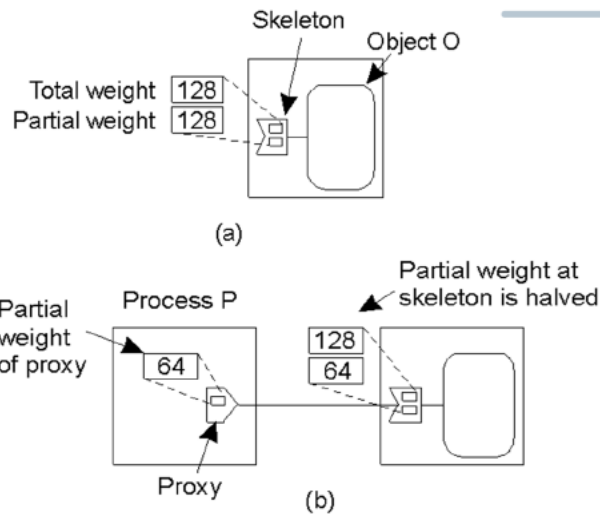 Skeleton
Object O
Total weight 128
Partial weight 128
(a)
Partial weight at
skeleton is halved
Process P
Partial
weight
of proxy
64
128
64
Proxy
(b)